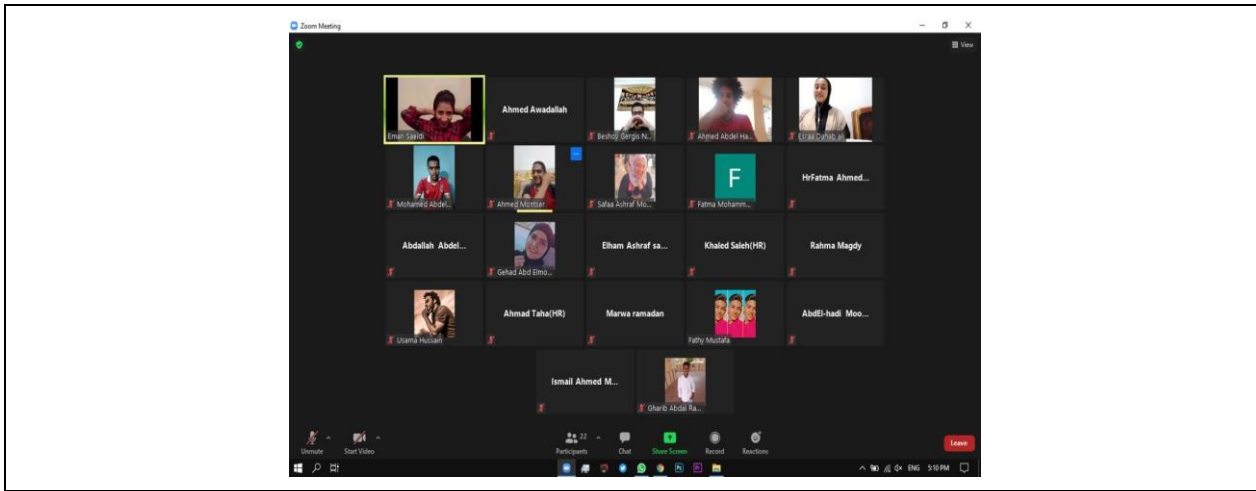 Zoom Meeting
View
Eman Saaidi
Ahmed Awadallah
Beshoy Gergis N...
Ahmed Abdel Ha...
Esraa Dahab ali
Mohamed Abdel...
Ahmed Montser
Safaa Ashraf Mo...
F
Fatma Mohamm...
HrFatma Ahmed...
Abdallah Abdel...
Gehad Abd Elmo...
Elham Ashraf sa...
Khaled Saleh(HR)
Rahma Magdy
Usama Hussain
Ahmad Taha(HR)
Marwa ramadan
Fathy Mustafa
AbdEl-hadi Moo...
Ismail Ahmed M...
Gharib Abdal Ra...
Unmute
Start Video
22
Participants
Chat
Share Screen
Record
Reactions
Leave
ENG
5:10 PM